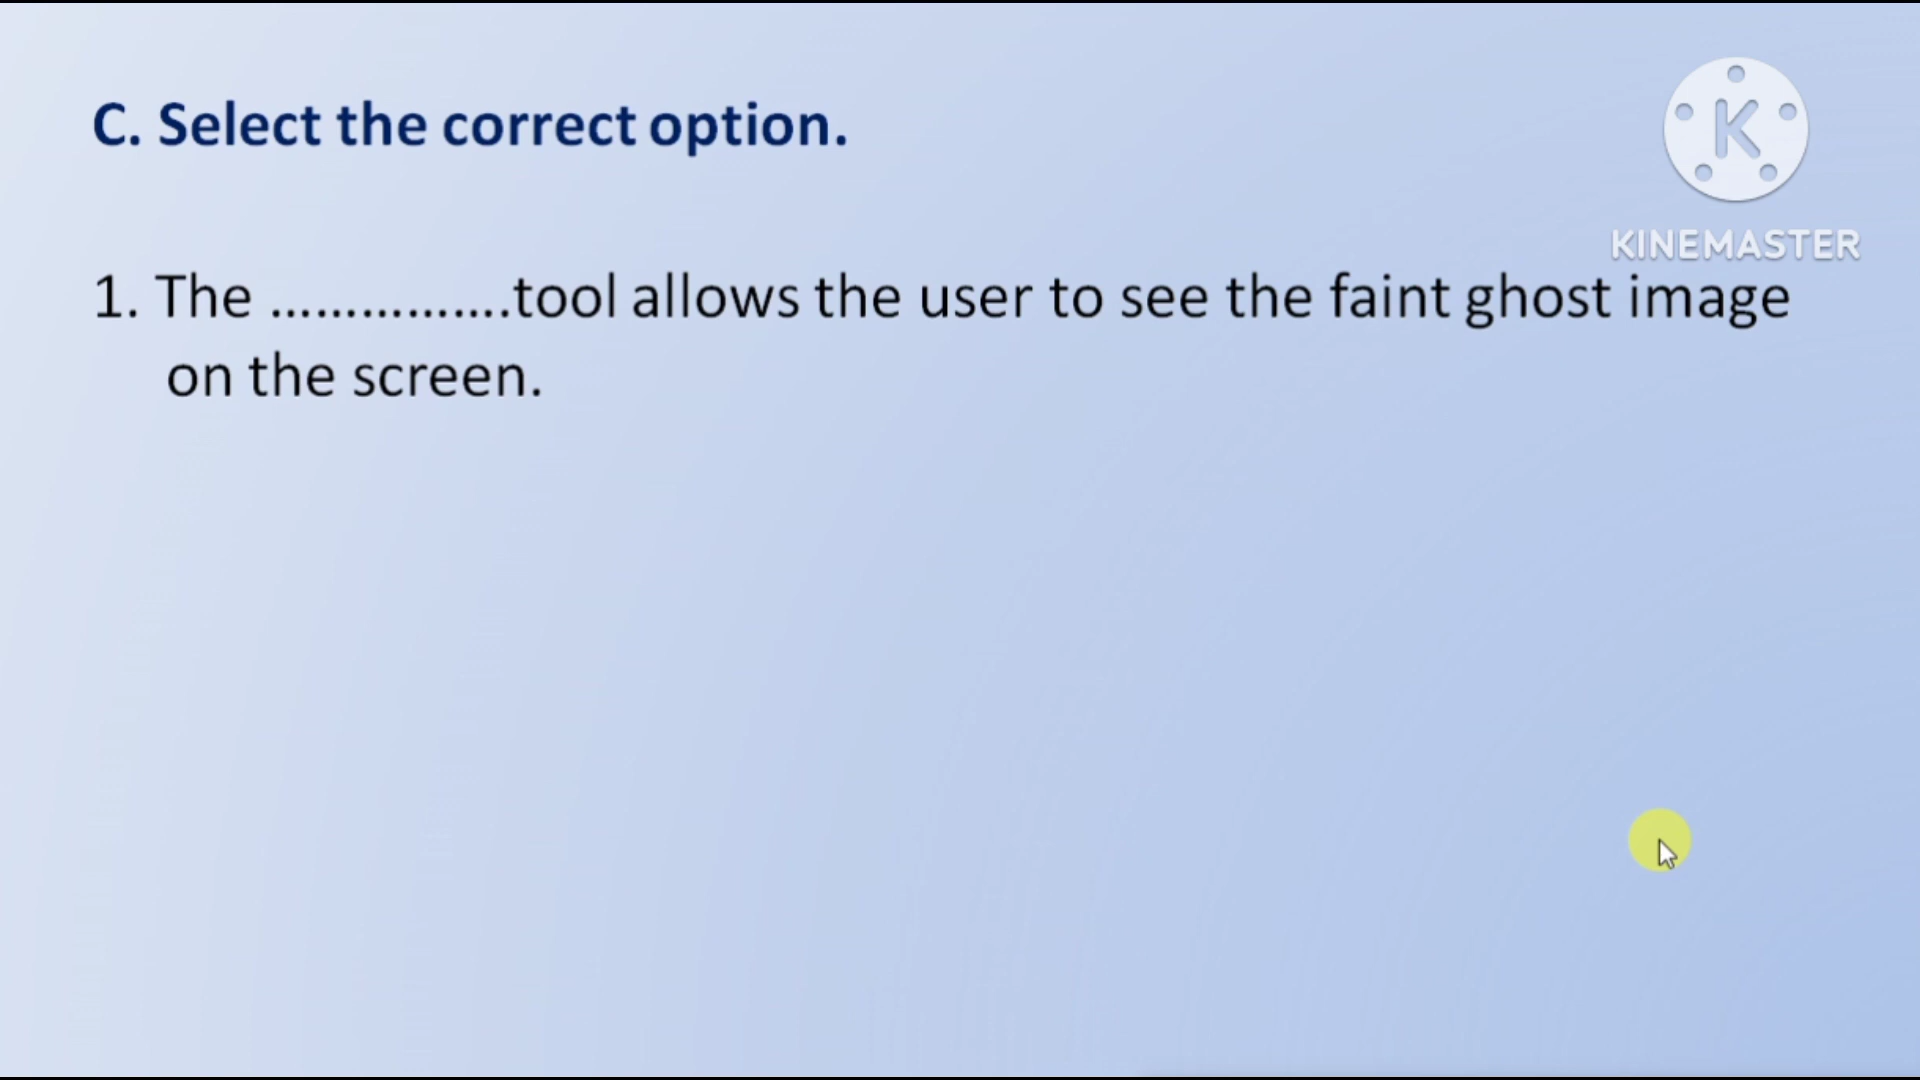 C. Select the correct option.
K
KINEMASTER
1. The ................tool allows the user to see the faint ghost image
on the screen.